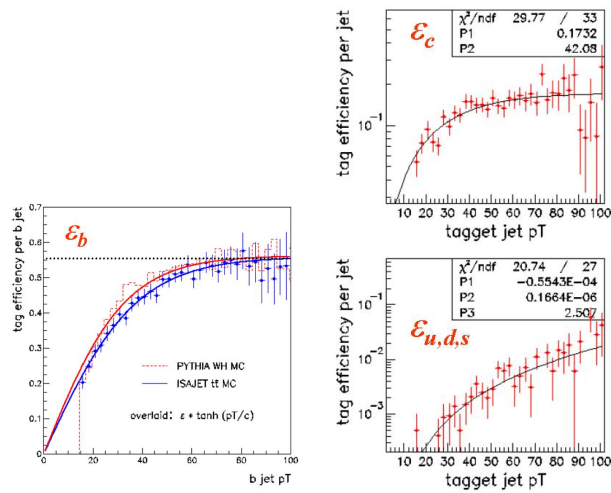 tag efficiency per b jet
0.7
0.6
0.5
0.4
0.3
0.2
0.1
0
ε_b
PYTHIA WH MC
ISAJET tt MC
overlaid: ε * tanh (pT/c)
0 20 40 60 80 100
b jet pT
tag efficiency per jet
ε_c
χ²/ndf 29.77 / 33
P1 0.1732
P2 42.08
10⁻¹
10 20 30 40 50 60 70 80 90 100
tagget jet pT
tag efficiency per jet
χ²/ndf 20.74 / 27
P1 -0.5543E-04
P2 0.1664E-06
P3 2.507
ε_u,d,s
10⁻¹
10⁻²
10⁻³
10 20 30 40 50 60 70 80 90 100
tagget jet pT